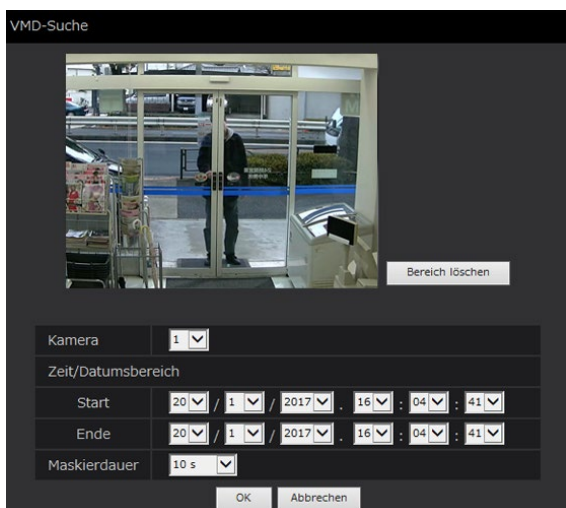 VMD-Suche
Bereich löschen
Kamera 1
Zeit/Datumsbereich
Start 20 / 1 / 2017 . 16 : 04 : 41
Ende 20 / 1 / 2017 . 16 : 04 : 41
Maskierdauer 10 s
OK Abbrechen